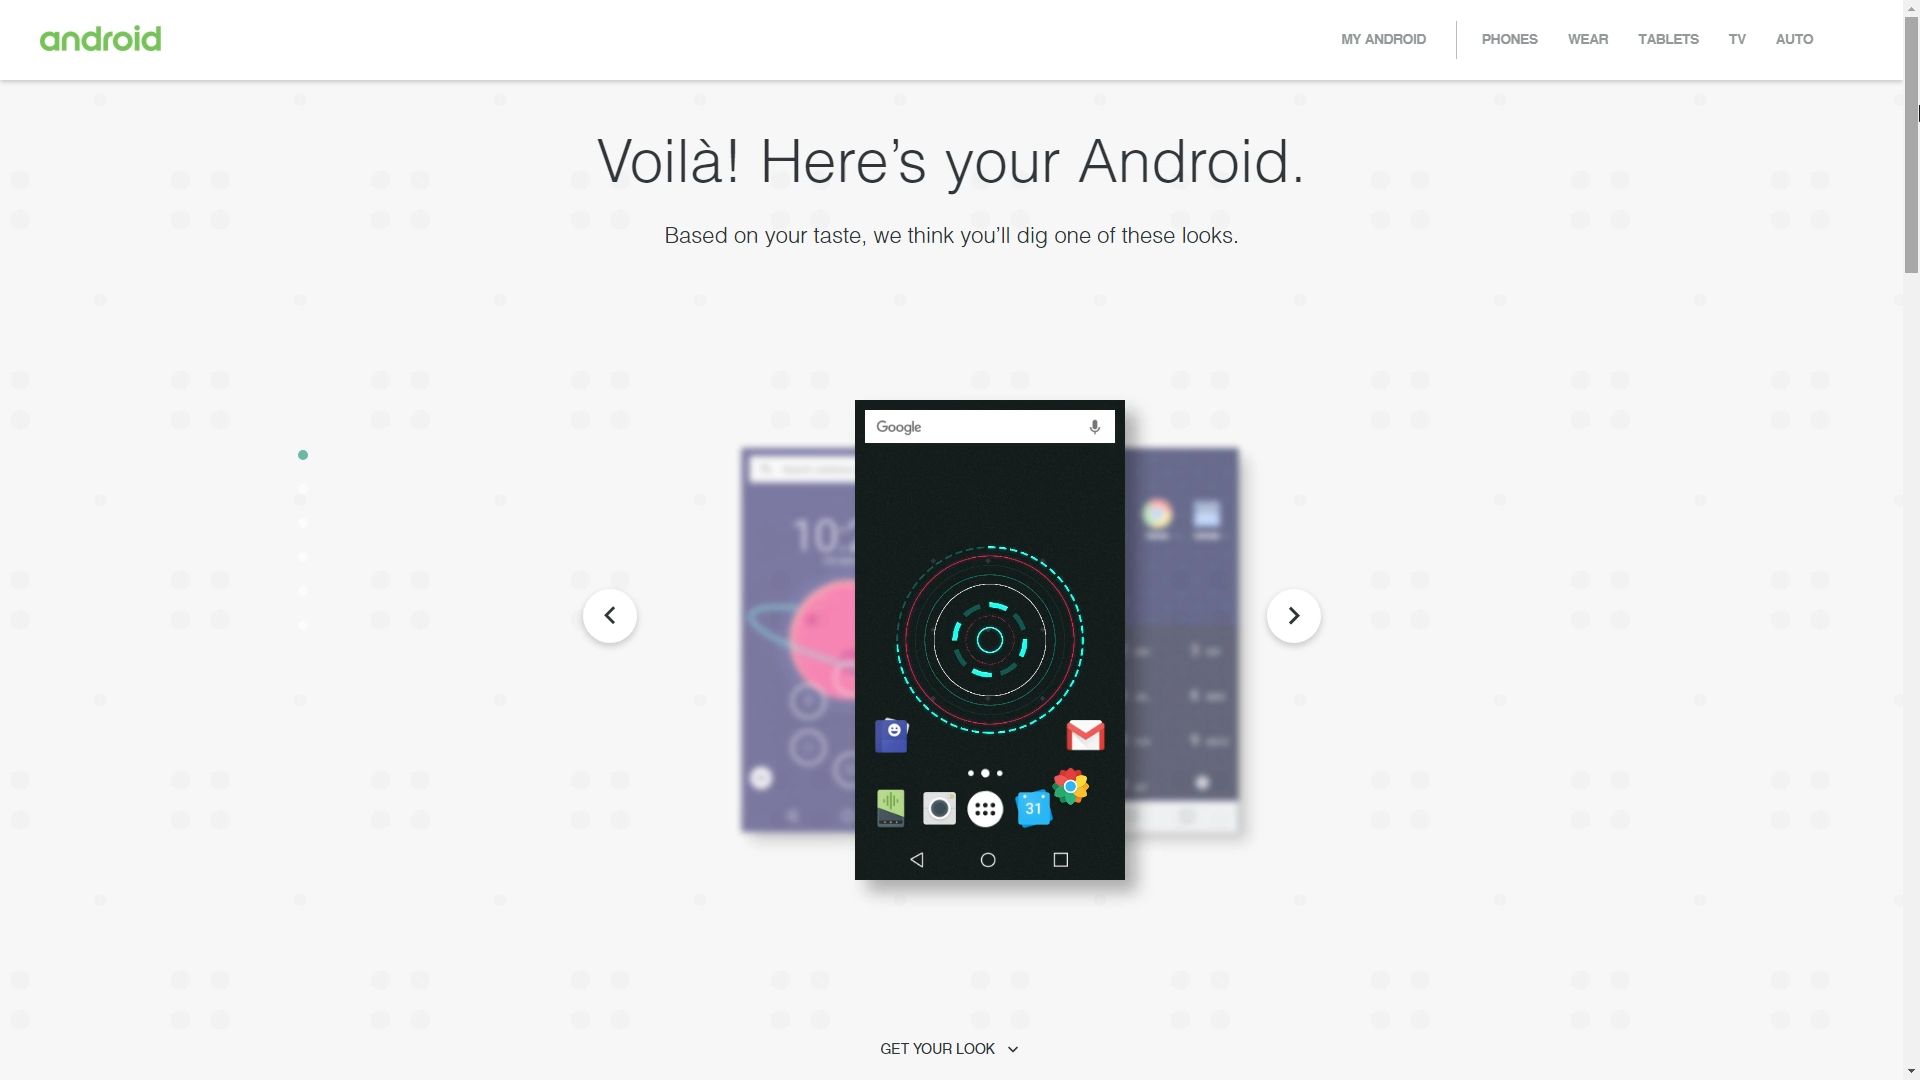 android
MY ANDROID PHONES WEAR TABLETS TV AUTO
Voilà! Here’s your Android.
Based on your taste, we think you’ll dig one of these looks.
Google
31
GET YOUR LOOK